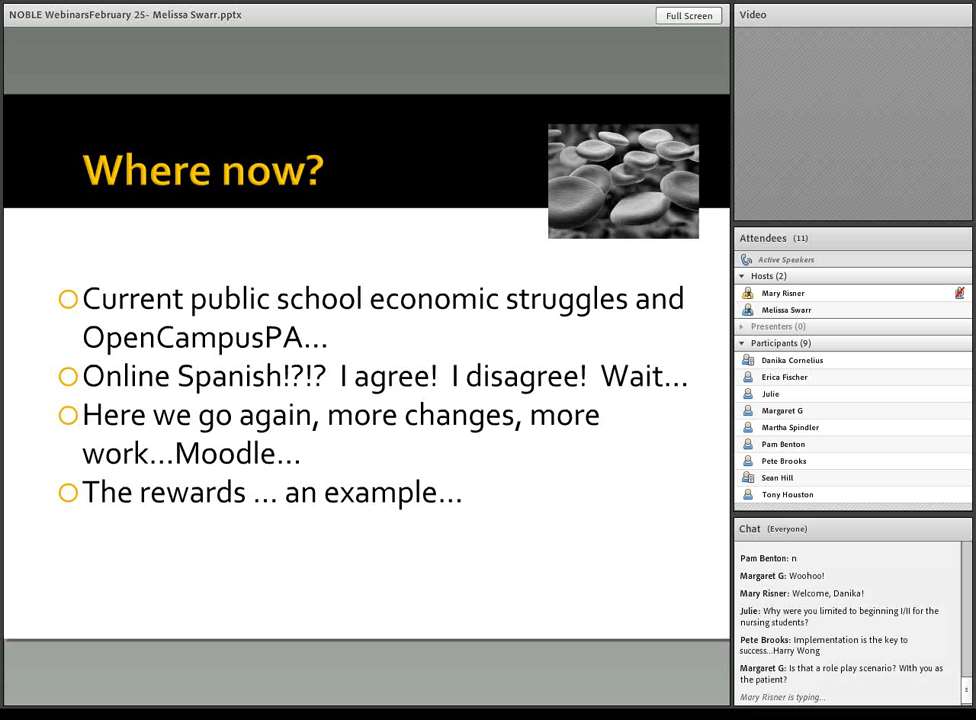 NOBLE WebinarsFebruary 25- Melissa Swarr.pptx
Full Screen
Where now?
Current public school economic struggles and
OpenCampusPA...
Online Spanish!?!? I agree! I disagree! Wait...
Here we go again, more changes, more
work...Moodle...
The rewards ... an example...
Video
Attendees (11)
Active Speakers
Hosts (2)
Mary Risner
Melissa Swarr
Presenters (0)
Participants (9)
Danika Cornelius
Erica Fischer
Julie
Margaret G
Martha Spindler
Pam Benton
Pete Brooks
Sean Hill
Tony Houston
Chat (Everyone)
Pam Benton: n
Margaret G: Woohoo!
Mary Risner: Welcome, Danika!
Julie: Why were you limited to beginning I/II for the
nursing students?
Pete Brooks: Implementation is the key to
success...Harry Wong
Margaret G: Is that a role play scenario? WIth you as
the patient?
Mary Risner is typing...